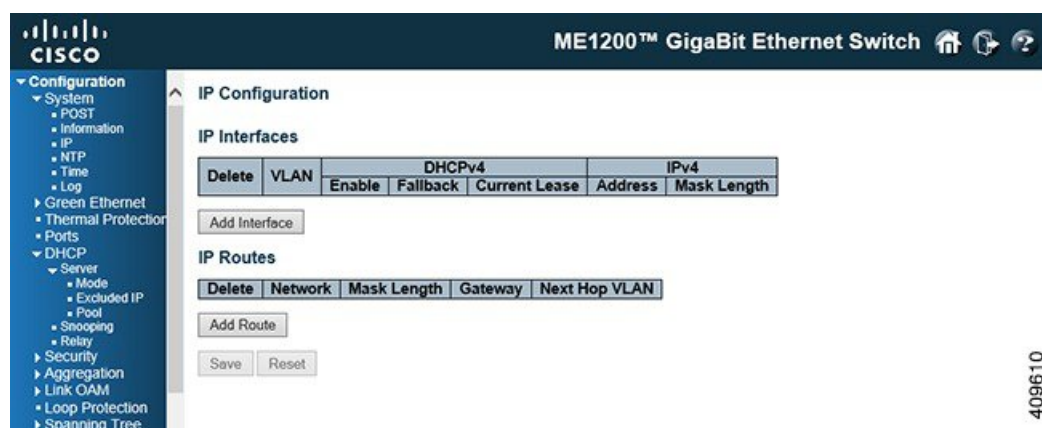 CISCO
ME1200™ GigaBit Ethernet Switch
Configuration
System
POST
Information
IP
NTP
Time
Log
Green Ethernet
Thermal Protection
Ports
DHCP
Server
Mode
Excluded IP
Pool
Snooping
Relay
Security
Aggregation
Link OAM
Loop Protection
Spanning Tree
IP Configuration
IP Interfaces
Delete VLAN DHCPv4 IPv4
Enable Fallback Current Lease Address Mask Length
Add Interface
IP Routes
Delete Network Mask Length Gateway Next Hop VLAN
Add Route
Save Reset
409610